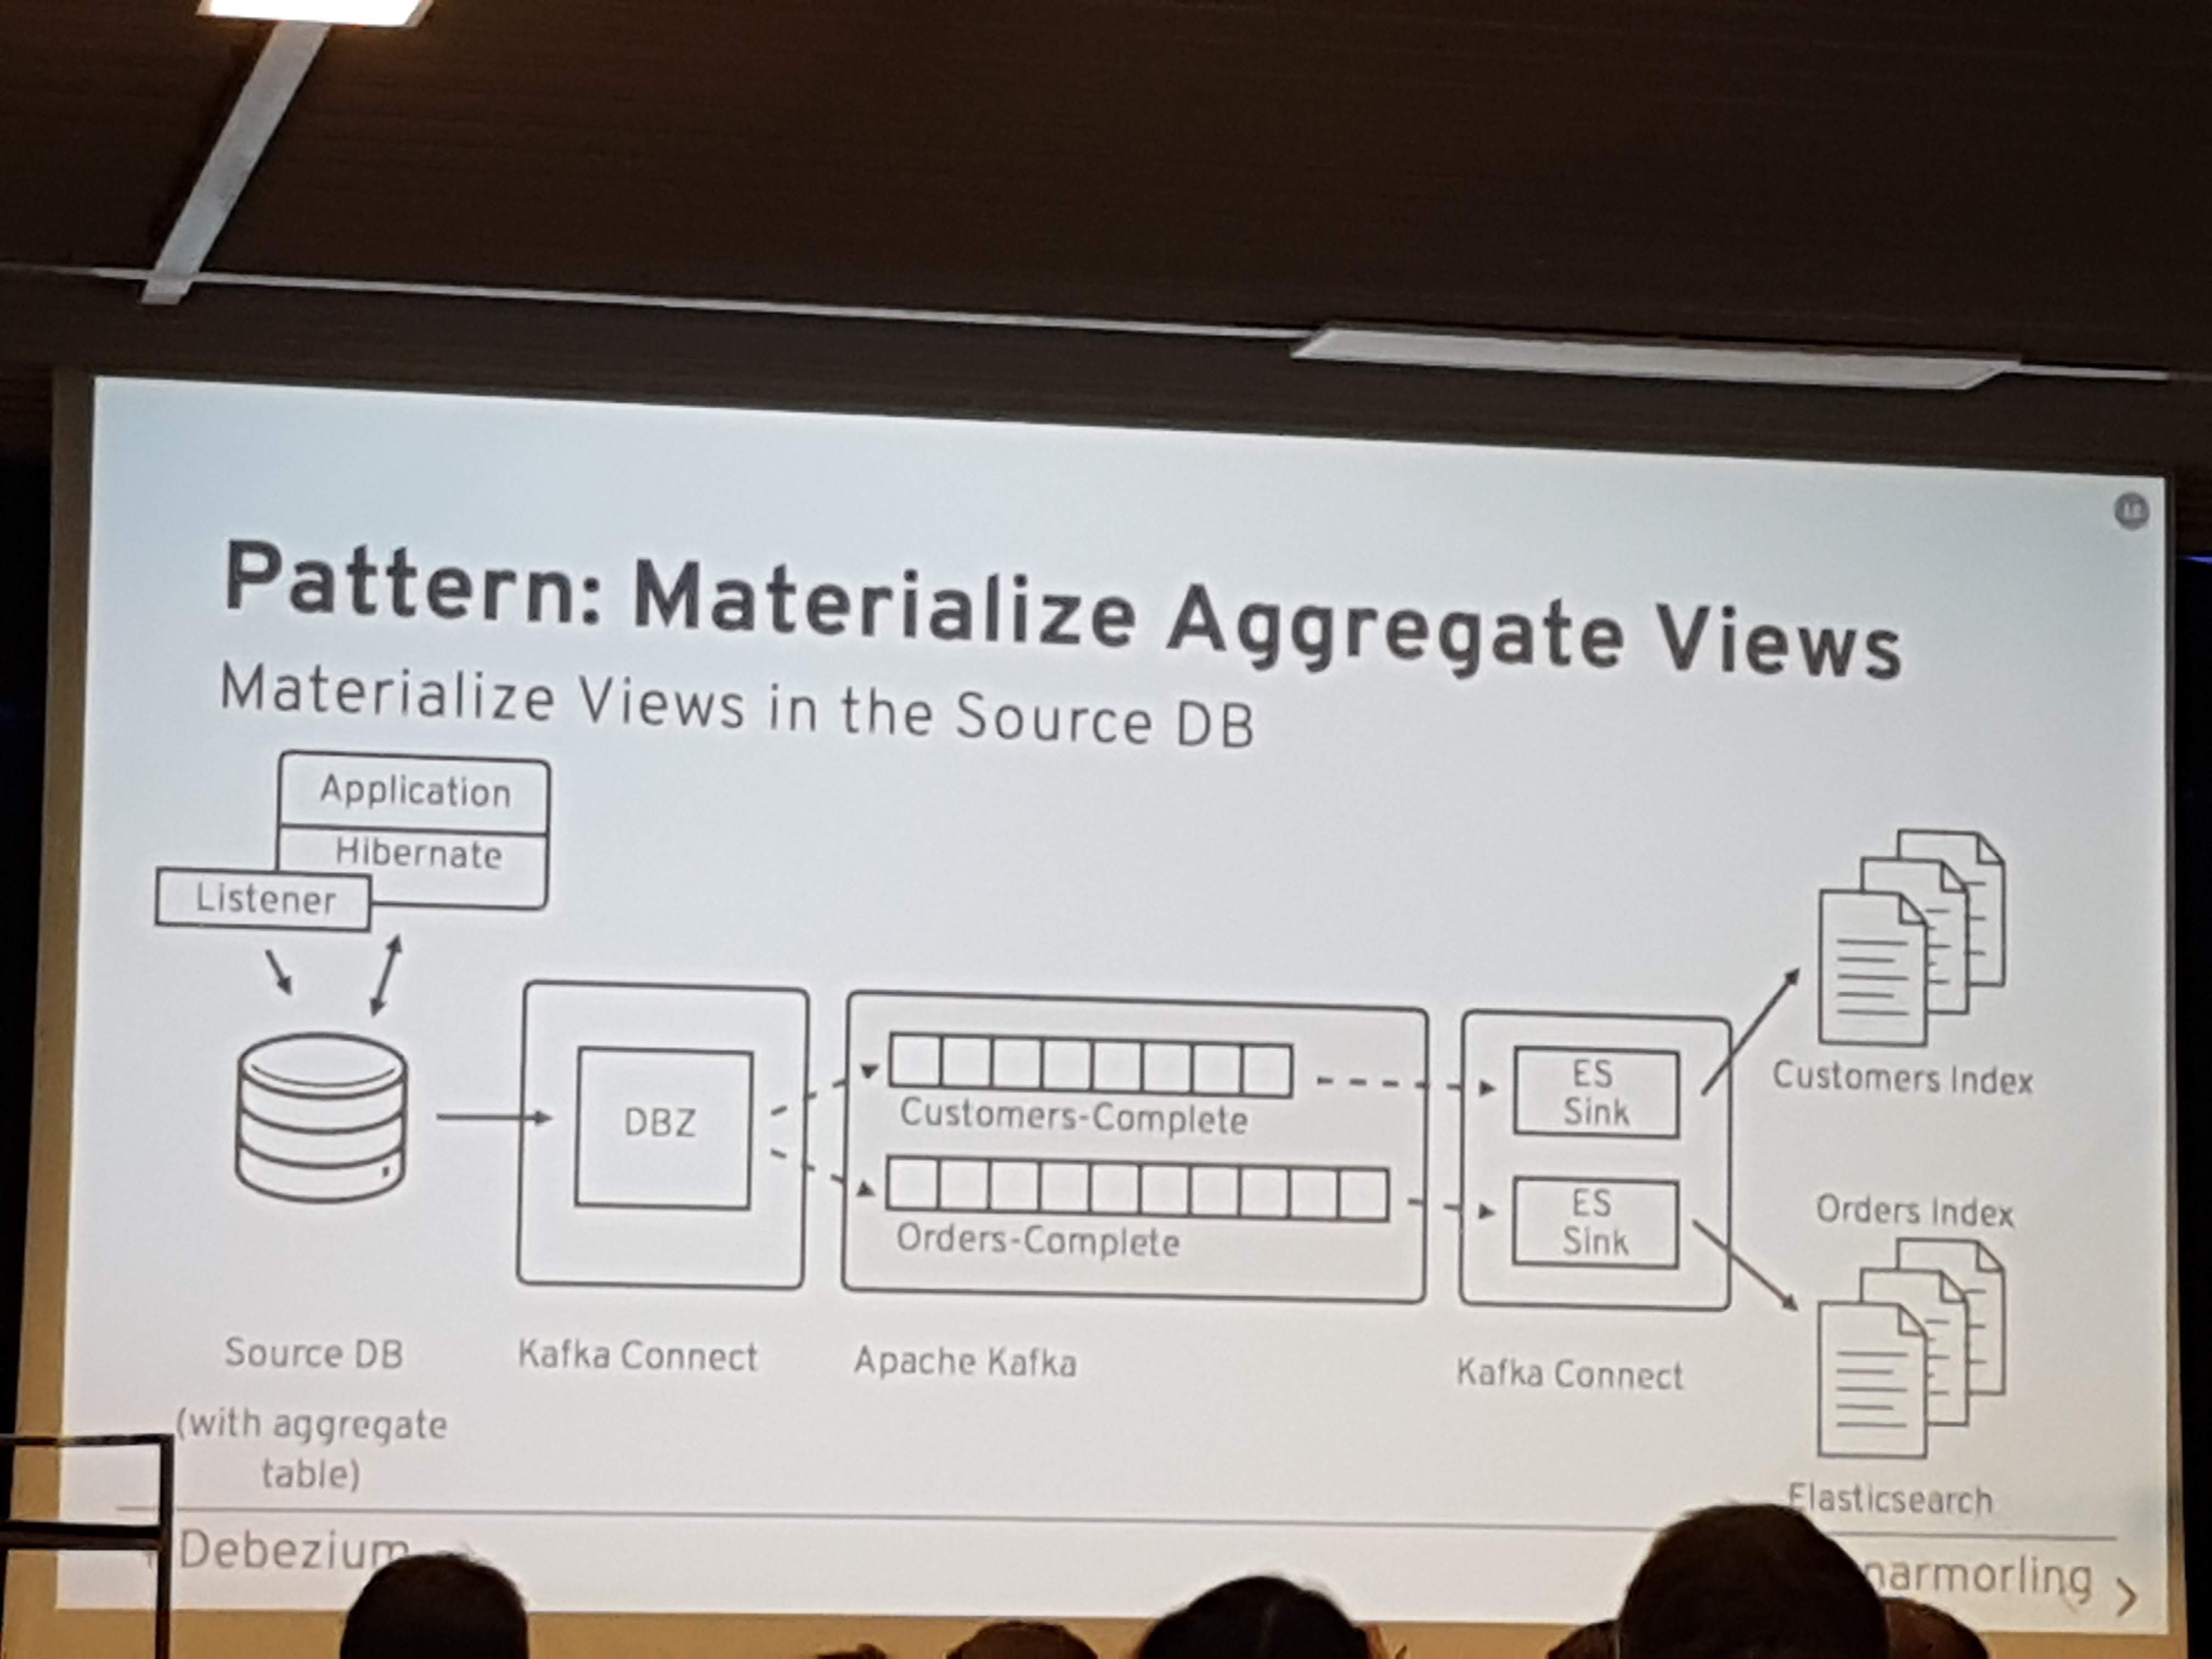 Pattern: Materialize Aggregate Views
Materialize Views in the Source DB
Application
Hibernate
Listener
DBZ
Customers-Complete
Orders-Complete
ES
Sink
ES
Sink
Customers Index
Orders Index
Source DB
(with aggregate
table)
Kafka Connect
Apache Kafka
Kafka Connect
Elasticsearch
Debezium
narmorling